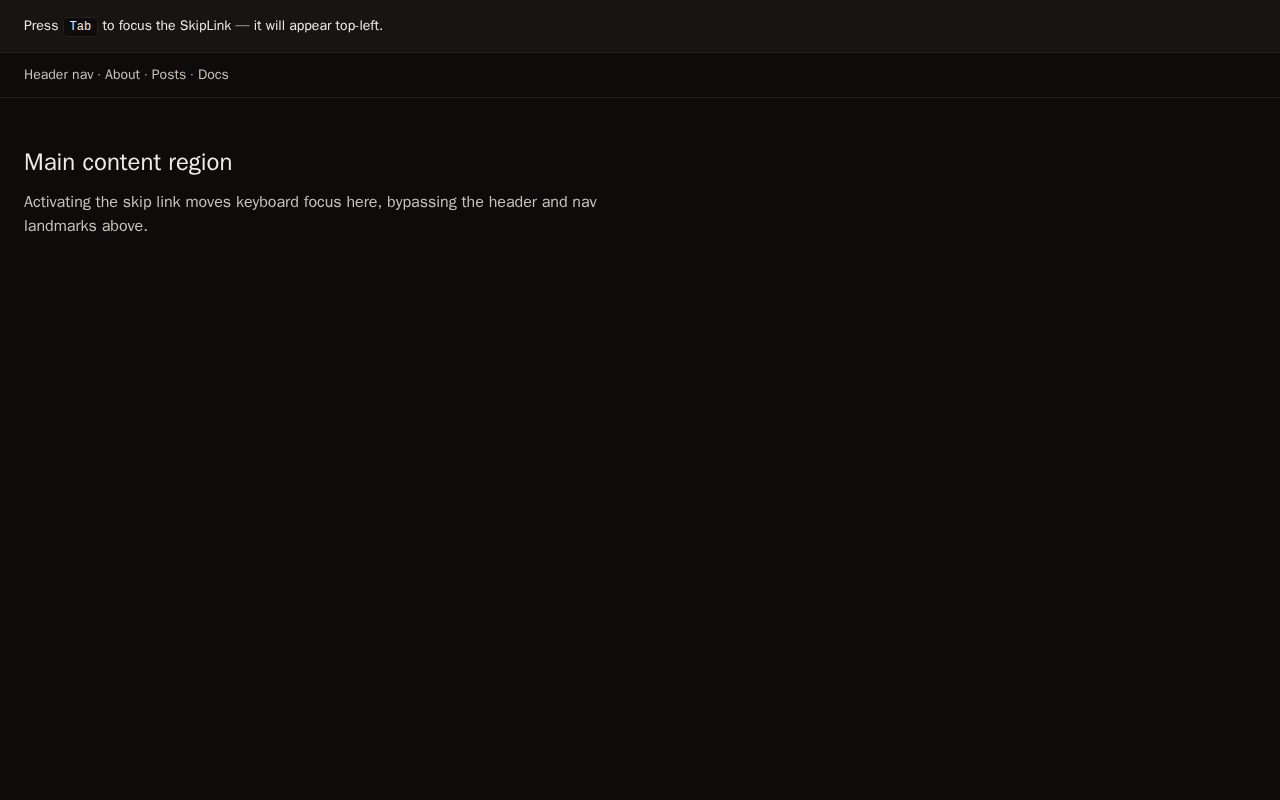 Press Tab to focus the SkipLink — it will appear top-left.
Header nav · About · Posts · Docs
Main content region
Activating the skip link moves keyboard focus here, bypassing the header and nav
landmarks above.